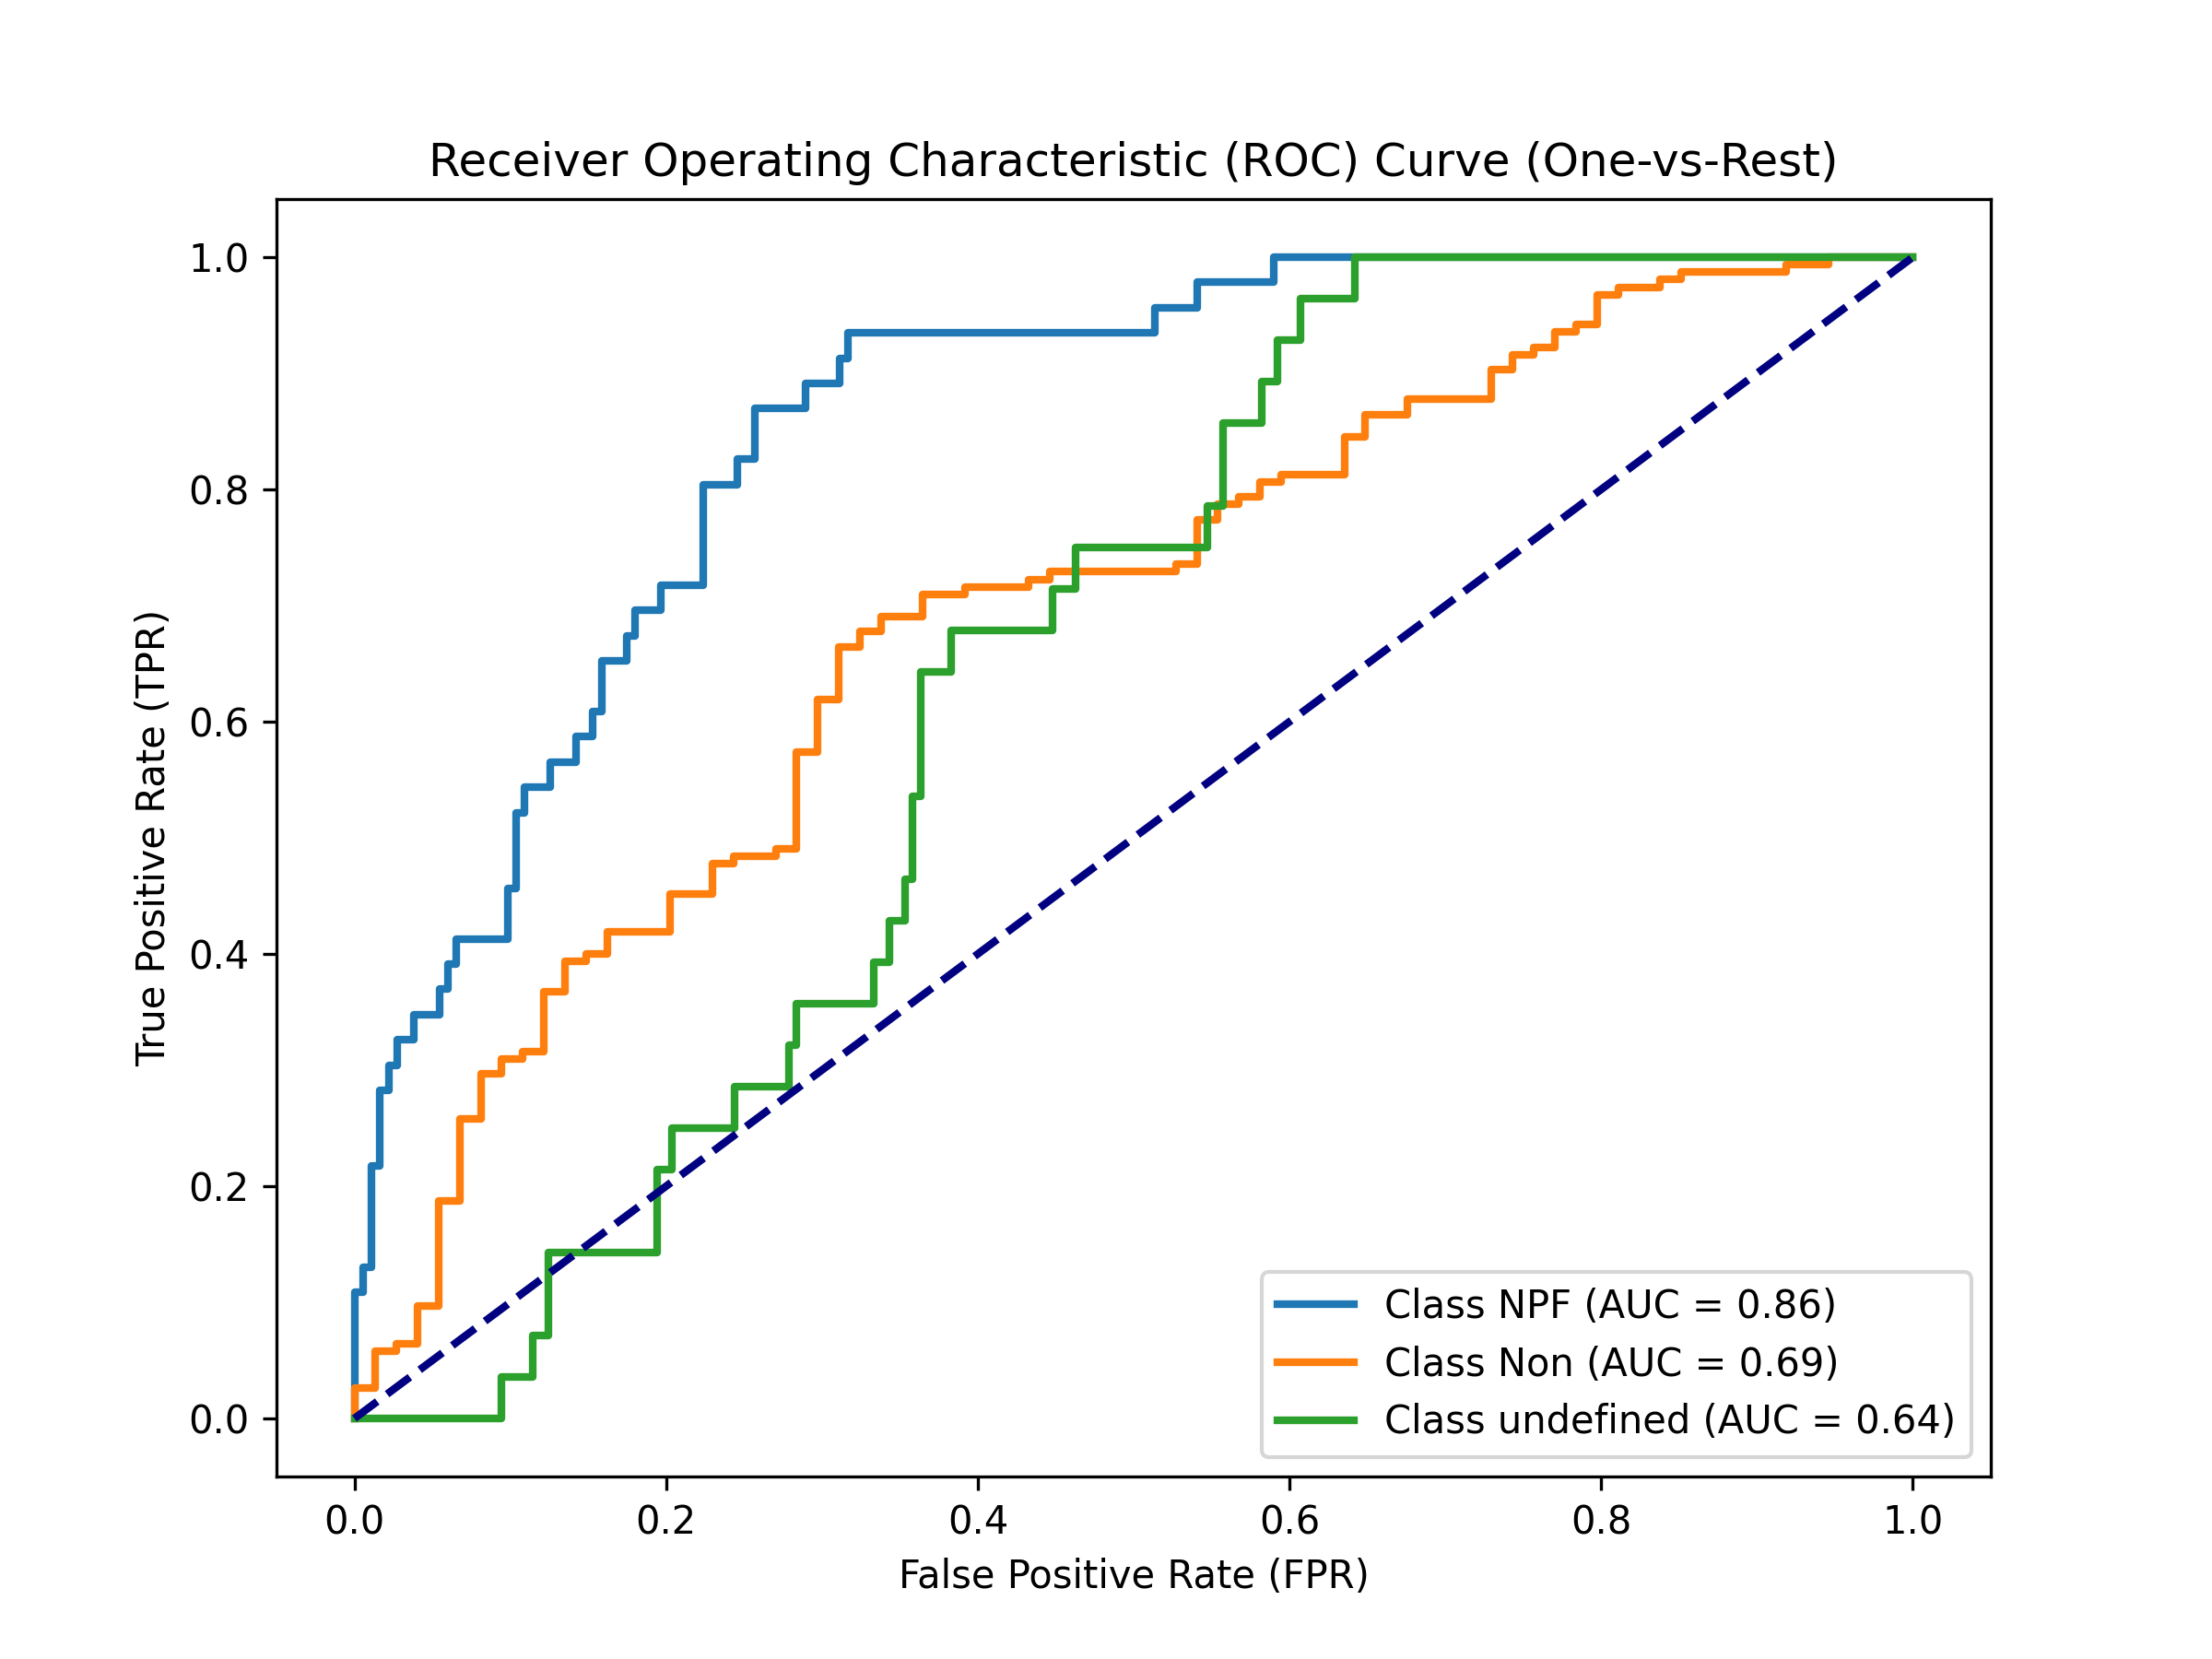 Receiver Operating Characteristic (ROC) Curve (One-vs-Rest)
True Positive Rate (TPR)
1.0
0.8
0.6
0.4
0.2
0.0
Class NPF (AUC = 0.86)
Class Non (AUC = 0.69)
Class undefined (AUC = 0.64)
0.0 0.2 0.4 0.6 0.8 1.0
False Positive Rate (FPR)